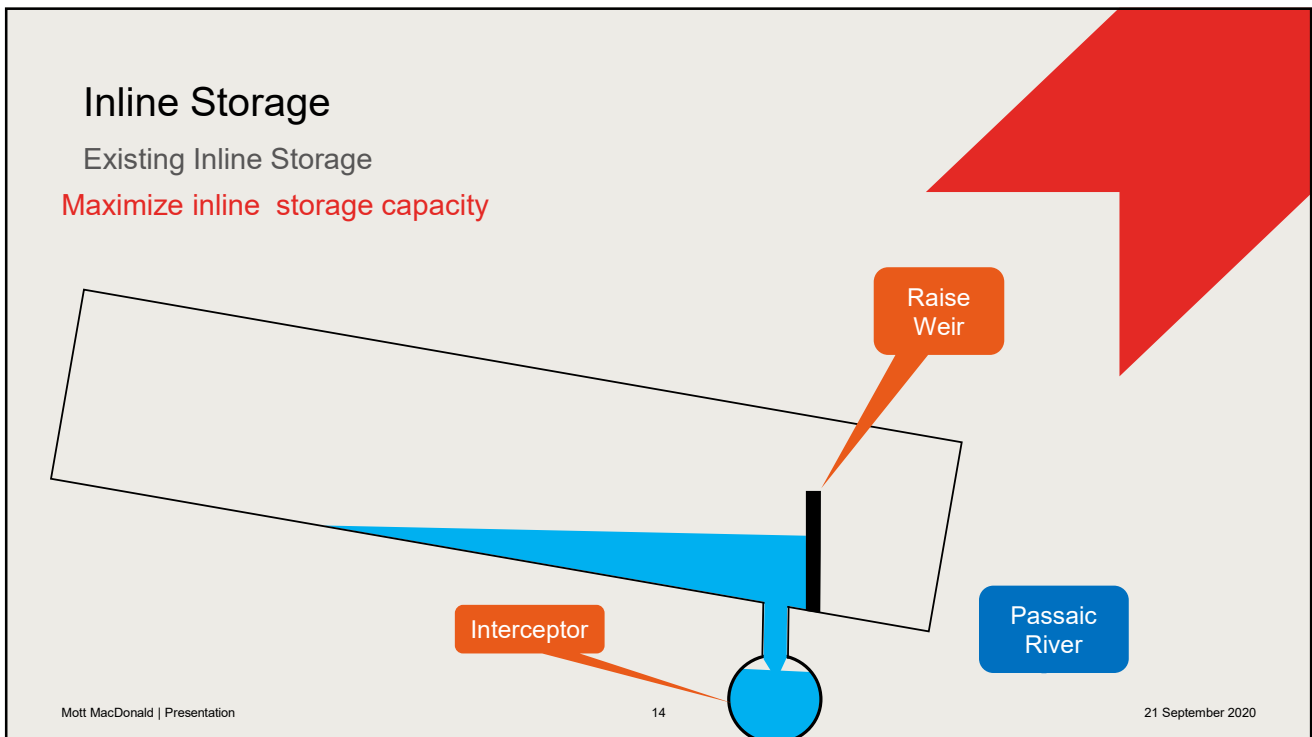 Inline Storage
Existing Inline Storage
Maximize inline  storage capacity
Raise
Weir
Interceptor
Passaic
River
Mott MacDonald | Presentation
14
21 September 2020